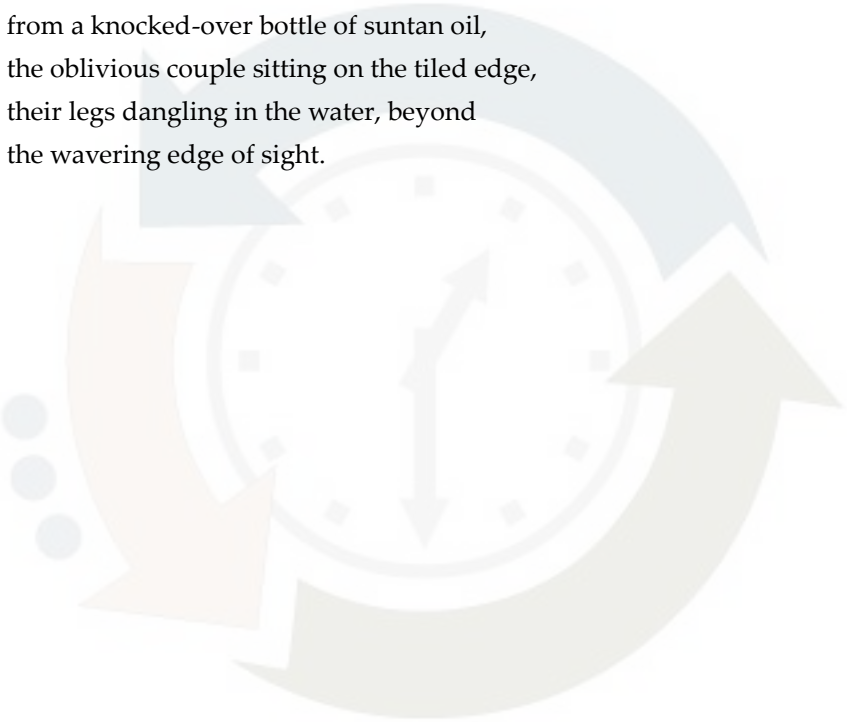 from a knocked-over bottle of suntan oil,
the oblivious couple sitting on the tiled edge,
their legs dangling in the water, beyond
the wavering edge of sight.